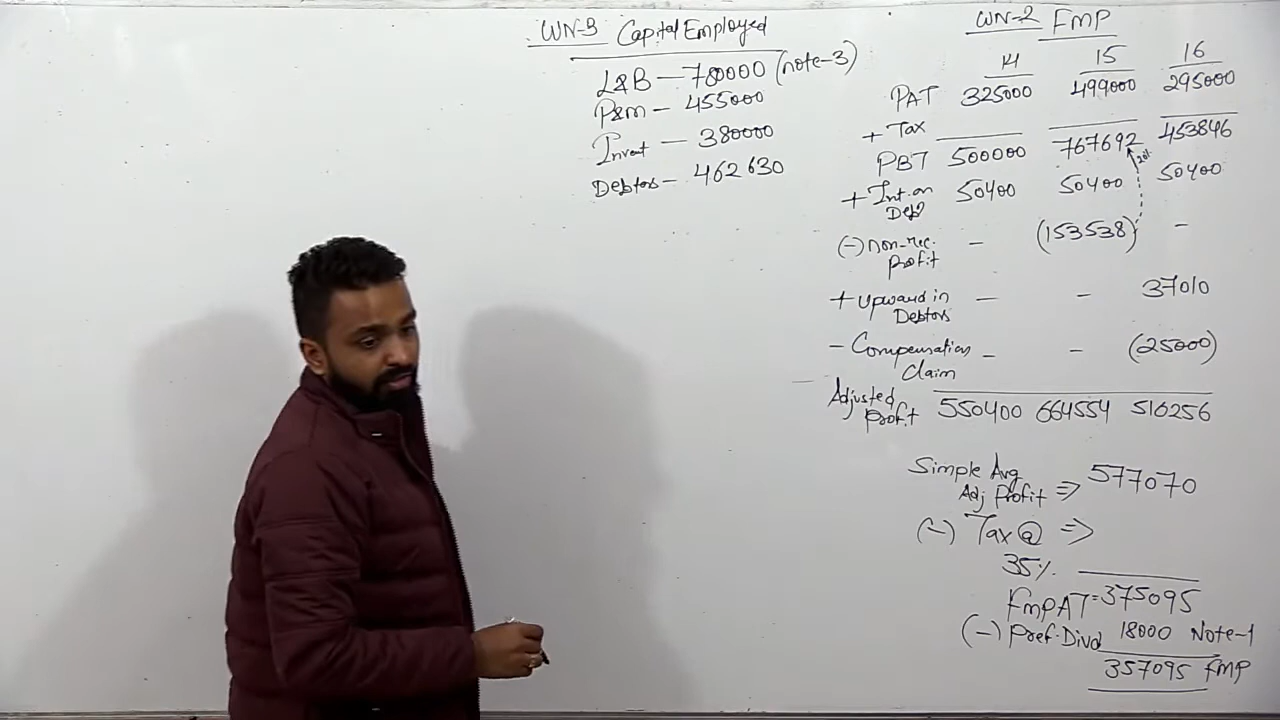 WN-3 Capital Employed
L&B — 780000 (note-3)
P&M — 455000
Invent — 380000
Debtors — 462630
WN-2 FMP
14 15 16
PAT 325000 499000 295000
+ Tax
PBT 500000 767692 453846
20%
+ Int. on 50400 50400 50400
Deb?
(-) non-rec. - (153538) -
Profit
+ Upward in - - 37010
Debtors
- Compensation - - (25000)
Claim
Adjusted
Profit 550400 664554 516256
Simple Avg
Adj Profit => 577070
(-) Tax @ =>
35%
FMPAT = 375095
(-) Pref. Divd 18000 Note-1
357095 FMP